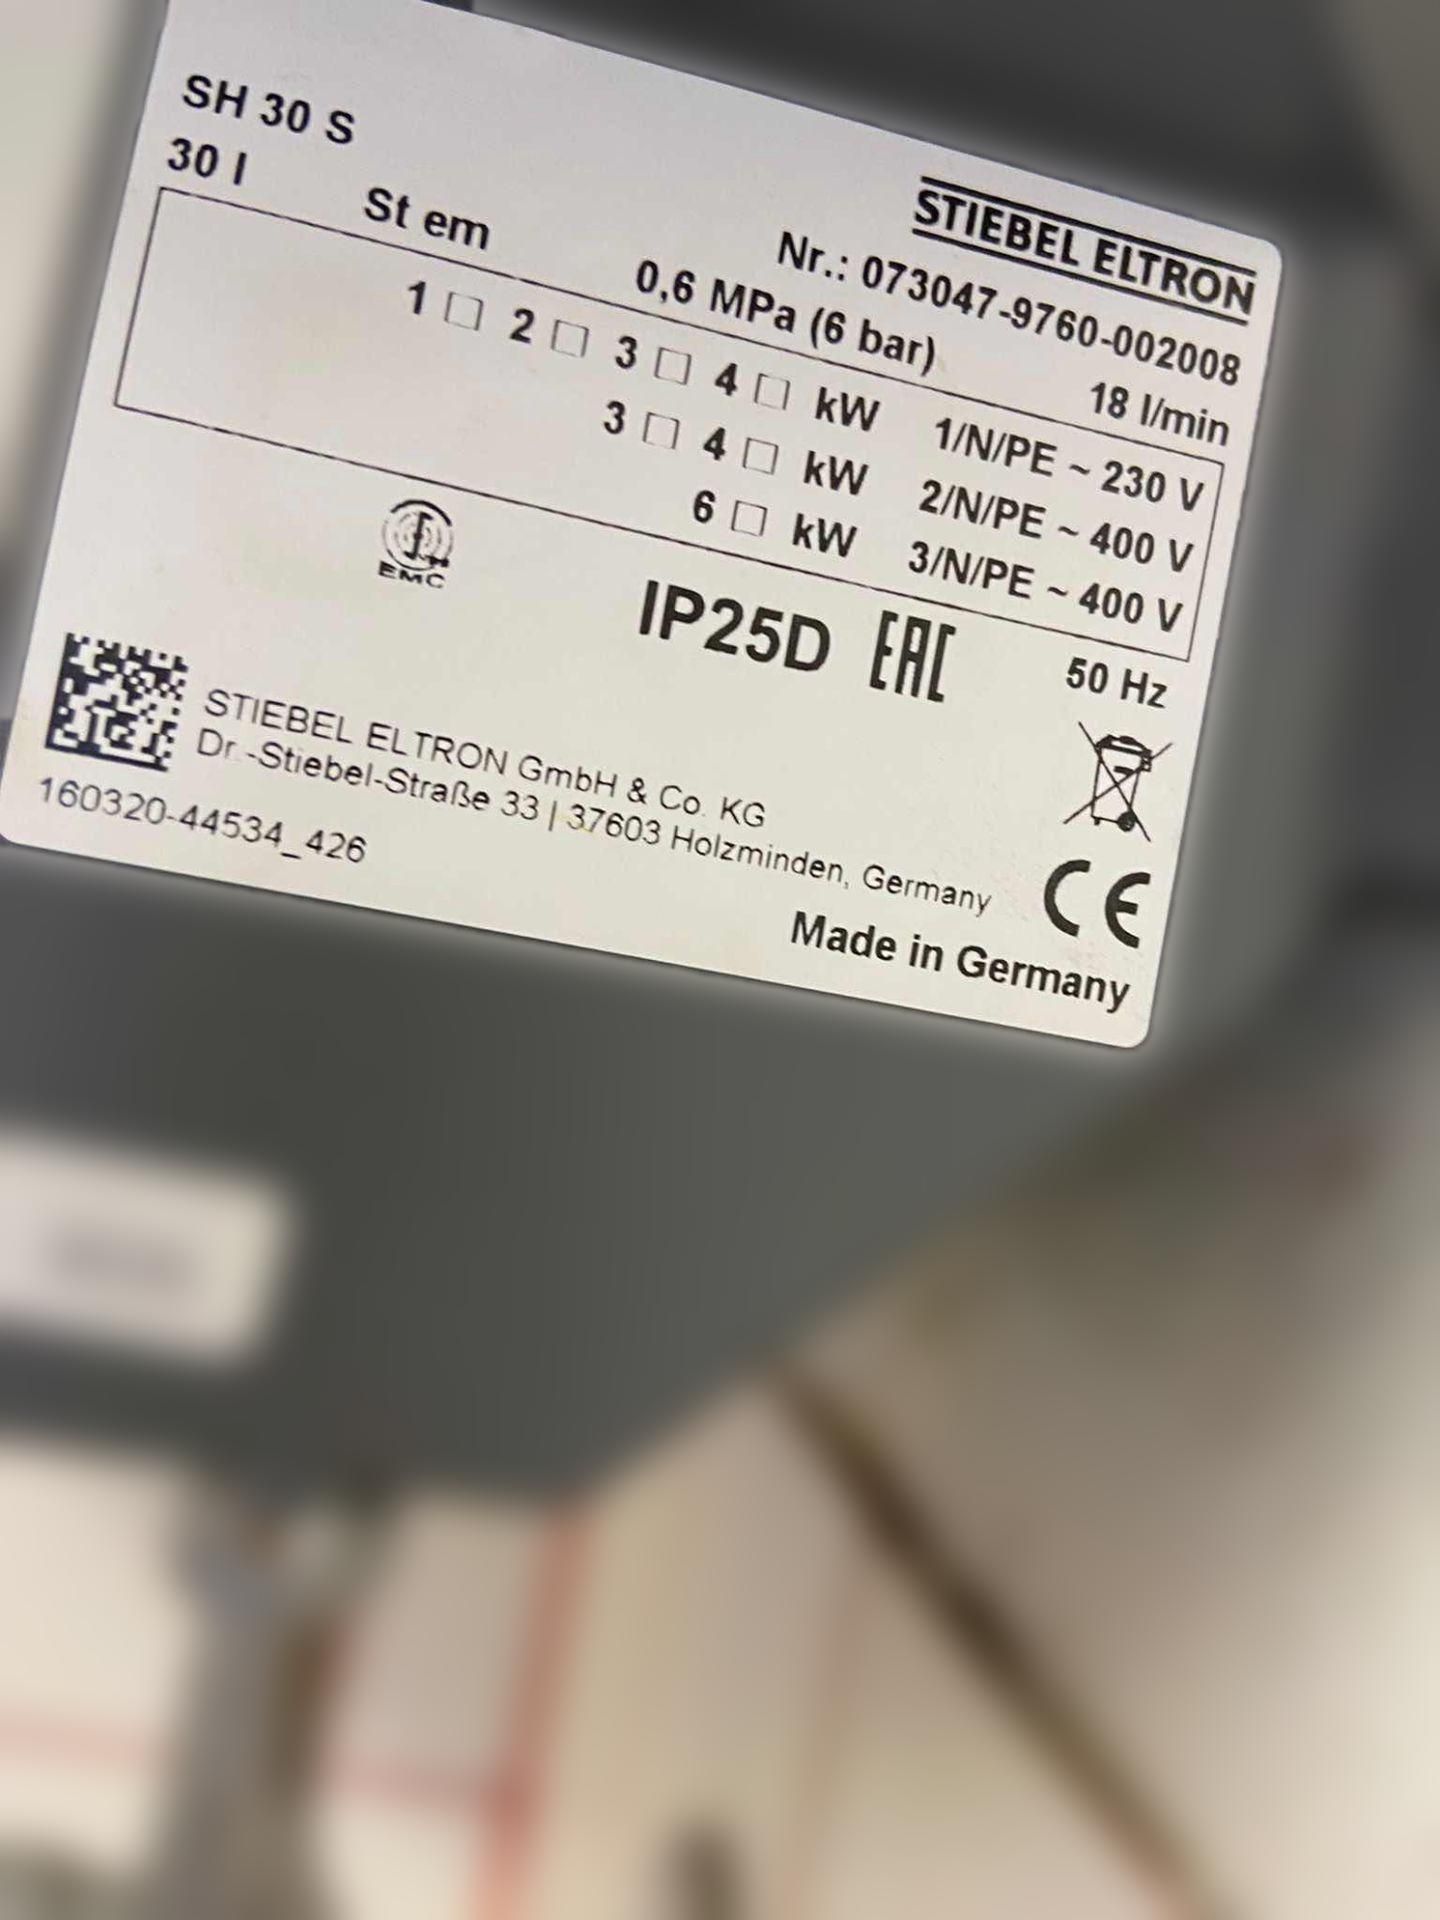 SH 30 S
STIEBEL ELTRON
Nr.: 073047-9760-002008
30 l St em 0,6 MPa (6 bar) 18 l/min
1 □ 2 □ 3 □ 4 □ kW 1/N/PE ~ 230 V
3 □ 4 □ kW 2/N/PE ~ 400 V
6 □ kW 3/N/PE ~ 400 V
50 Hz
EMC
IP25D EAC
STIEBEL ELTRON GmbH & Co. KG
Dr.-Stiebel-Straße 33 | 37603 Holzminden, Germany
CE
160320-44534_426
Made in Germany